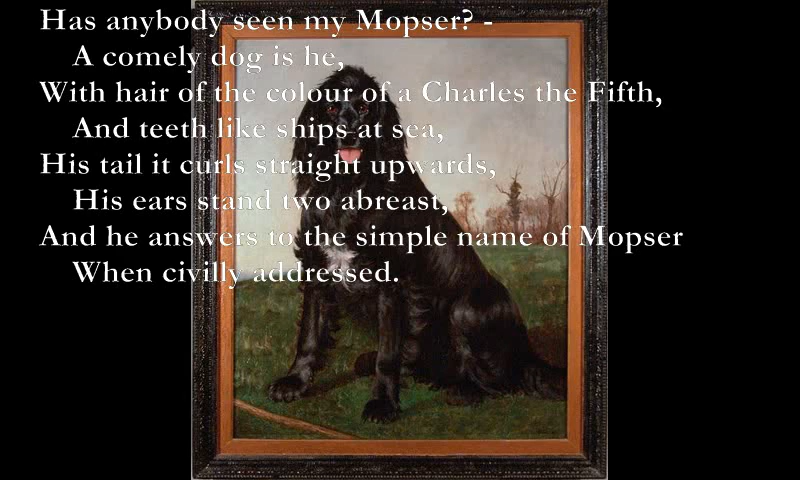 Has anybody seen my Mopser? -
A comely dog is he,
With hair of the colour of a Charles the Fifth,
And teeth like ships at sea,
His tail it curls straight upwards,
His ears stand two abreast,
And he answers to the simple name of Mopser
When civilly addressed.